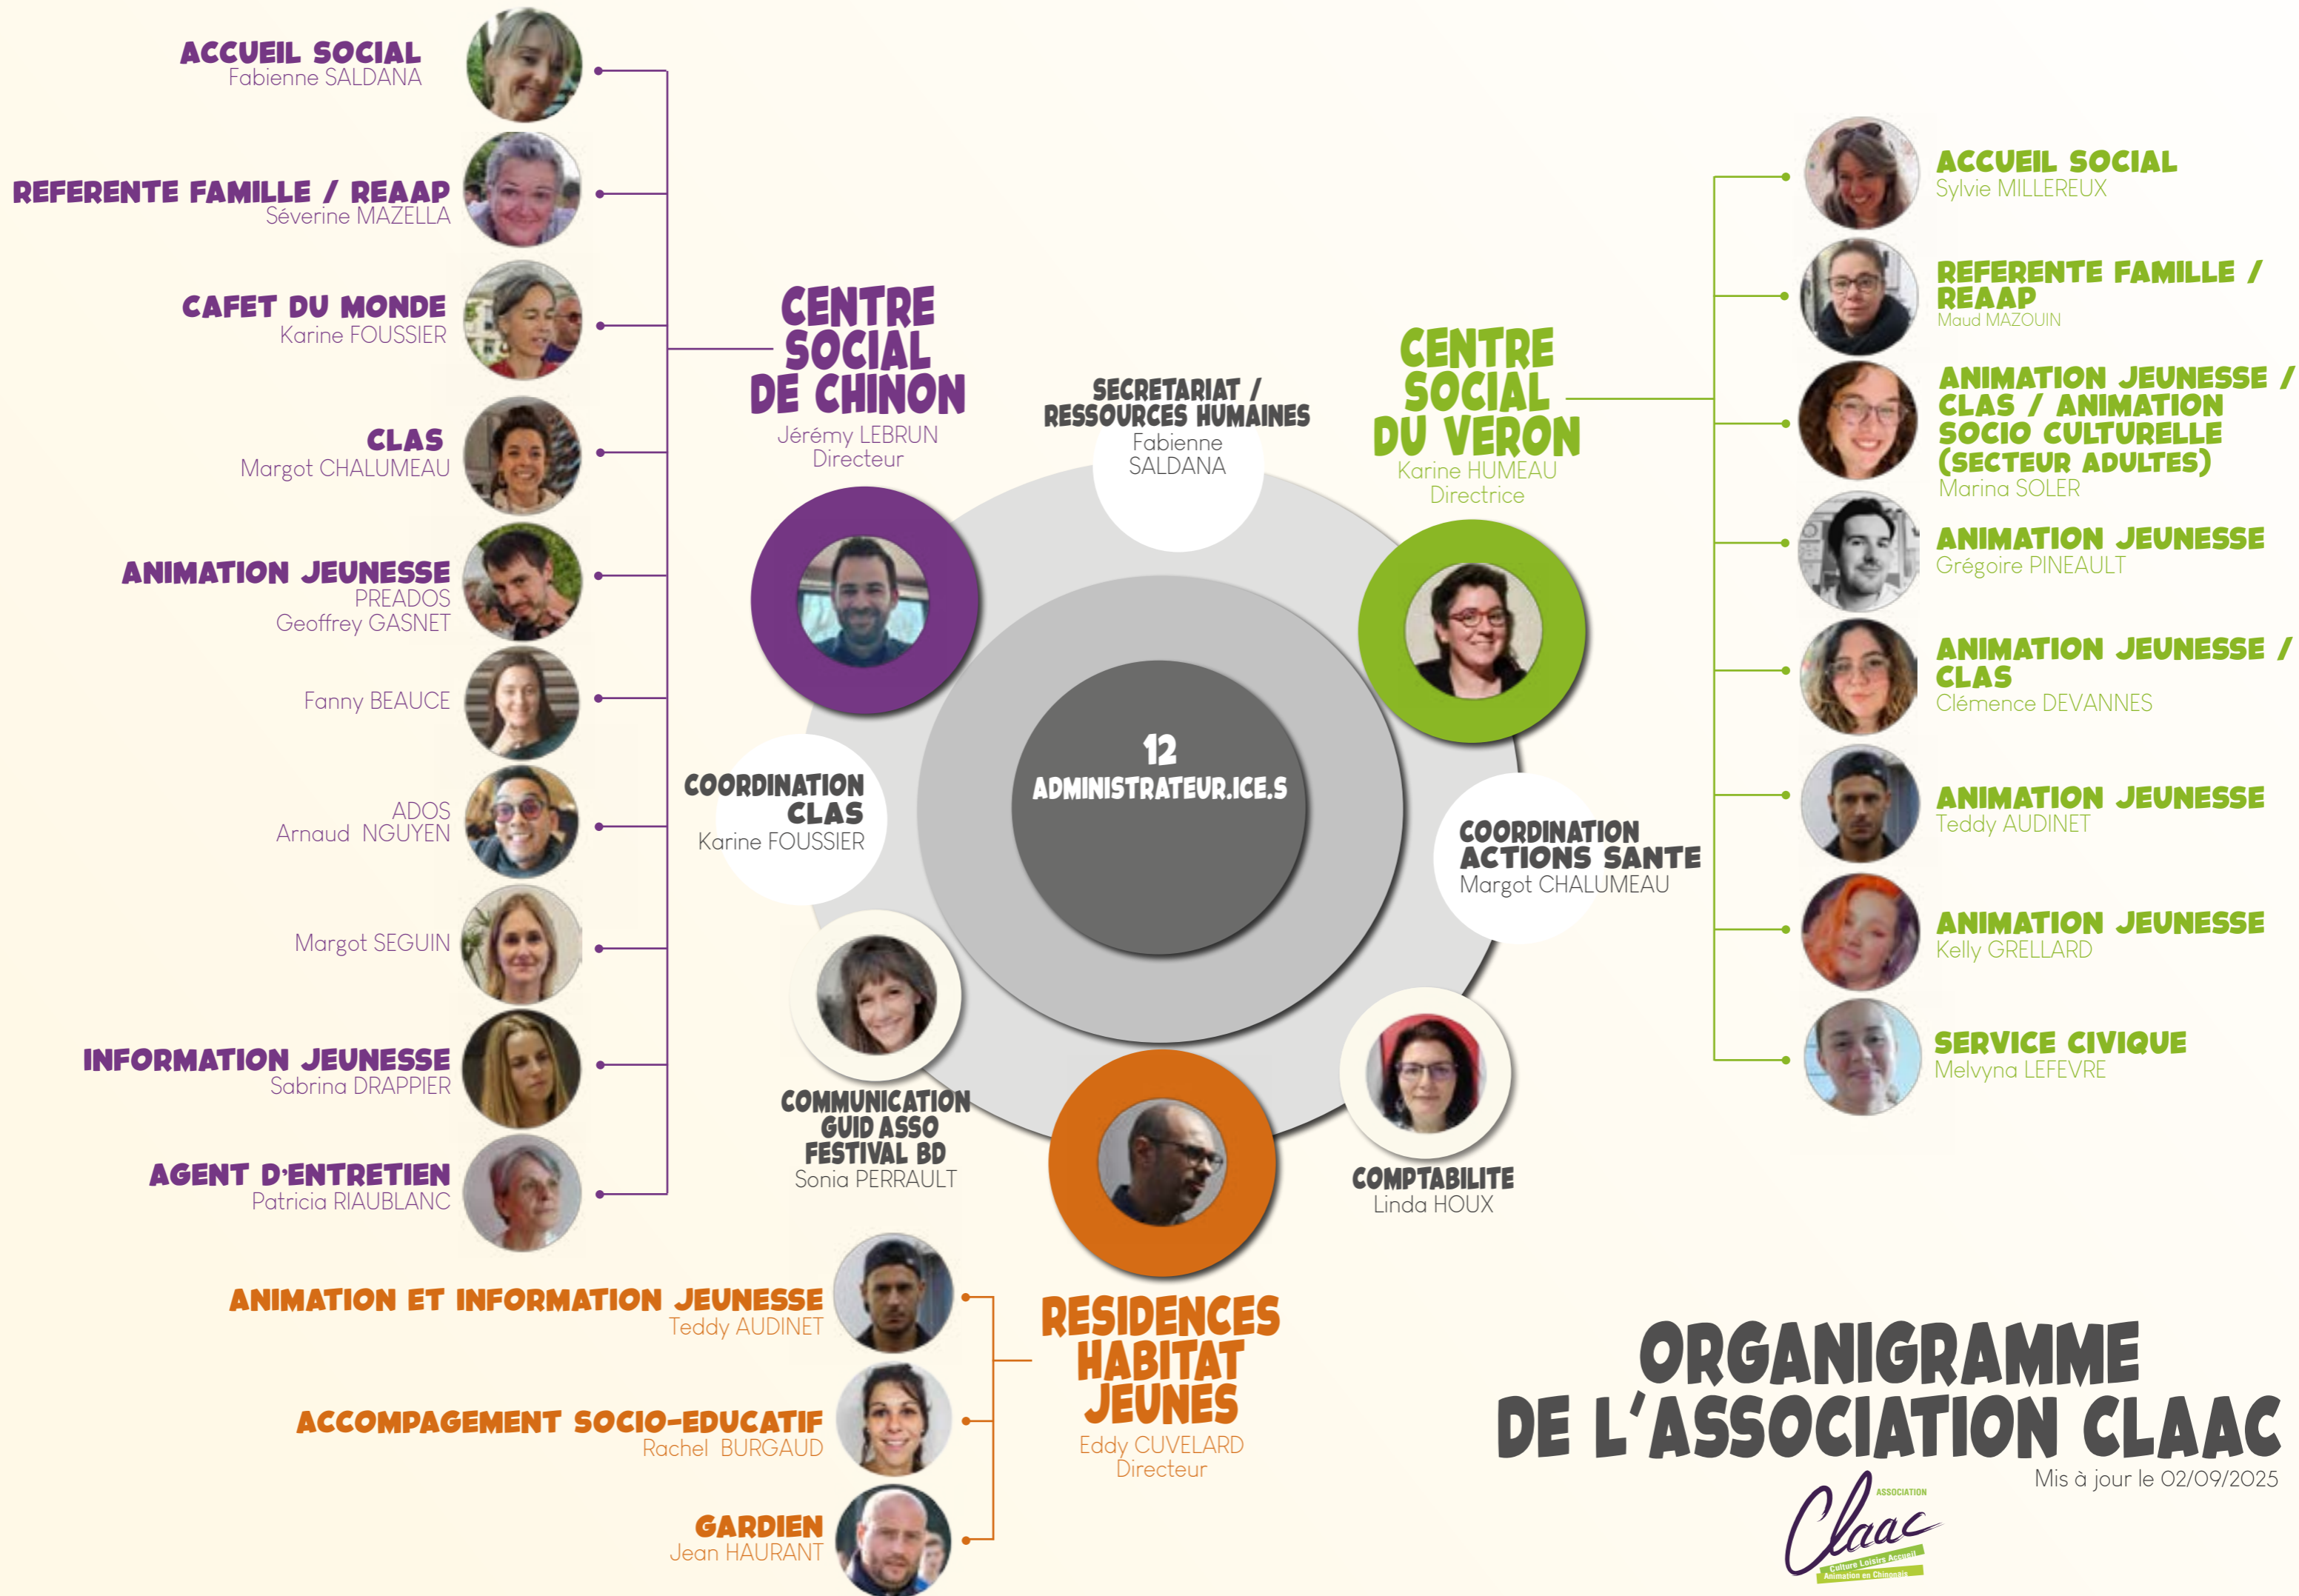 ACCUEIL SOCIAL
Fabienne SALDANA
REFERENTE FAMILLE / REAAP
Séverine MAZELLA
CAFET DU MONDE
Karine FOUSSIER
CLAS
Margot CHALUMEAU
ANIMATION JEUNESSE
PREADOS
Geoffrey GASNET
Fanny BEAUCE
ADOS
Arnaud NGUYEN
Margot SEGUIN
INFORMATION JEUNESSE
Sabrina DRAPPIER
AGENT D'ENTRETIEN
Patricia RIAUBLANC
CENTRE
SOCIAL
DE CHINON
Jérémy LEBRUN
Directeur
SECRETARIAT /
RESSOURCES HUMAINES
Fabienne
SALDANA
CENTRE
SOCIAL
DU VERON
Karine HUMEAU
Directrice
12
ADMINISTRATEUR.ICE.S
COORDINATION
CLAS
Karine FOUSSIER
COORDINATION
ACTIONS SANTE
Margot CHALUMEAU
COMMUNICATION
GUID ASSO
FESTIVAL BD
Sonia PERRAULT
COMPTABILITE
Linda HOUX
ACCUEIL SOCIAL
Sylvie MILLEREUX
REFERENTE FAMILLE /
REAAP
Maud MAZOUIN
ANIMATION JEUNESSE /
CLAS / ANIMATION
SOCIO CULTURELLE
(SECTEUR ADULTES)
Marina SOLER
ANIMATION JEUNESSE
Grégoire PINEAULT
ANIMATION JEUNESSE /
CLAS
Clémence DEVANNES
ANIMATION JEUNESSE
Teddy AUDINET
ANIMATION JEUNESSE
Kelly GRELLARD
SERVICE CIVIQUE
Melvyna LEFEVRE
ANIMATION ET INFORMATION JEUNESSE
Teddy AUDINET
ACCOMPAGEMENT SOCIO-EDUCATIF
Rachel BURGAUD
GARDIEN
Jean HAURANT
RESIDENCES
HABITAT
JEUNES
Eddy CUVELARD
Directeur
ORGANIGRAMME
DE L'ASSOCIATION CLAAC
Mis à jour le 02/09/2025
ASSOCIATION
Claac
Culture Loisirs Accueil
Animation en Chinonais